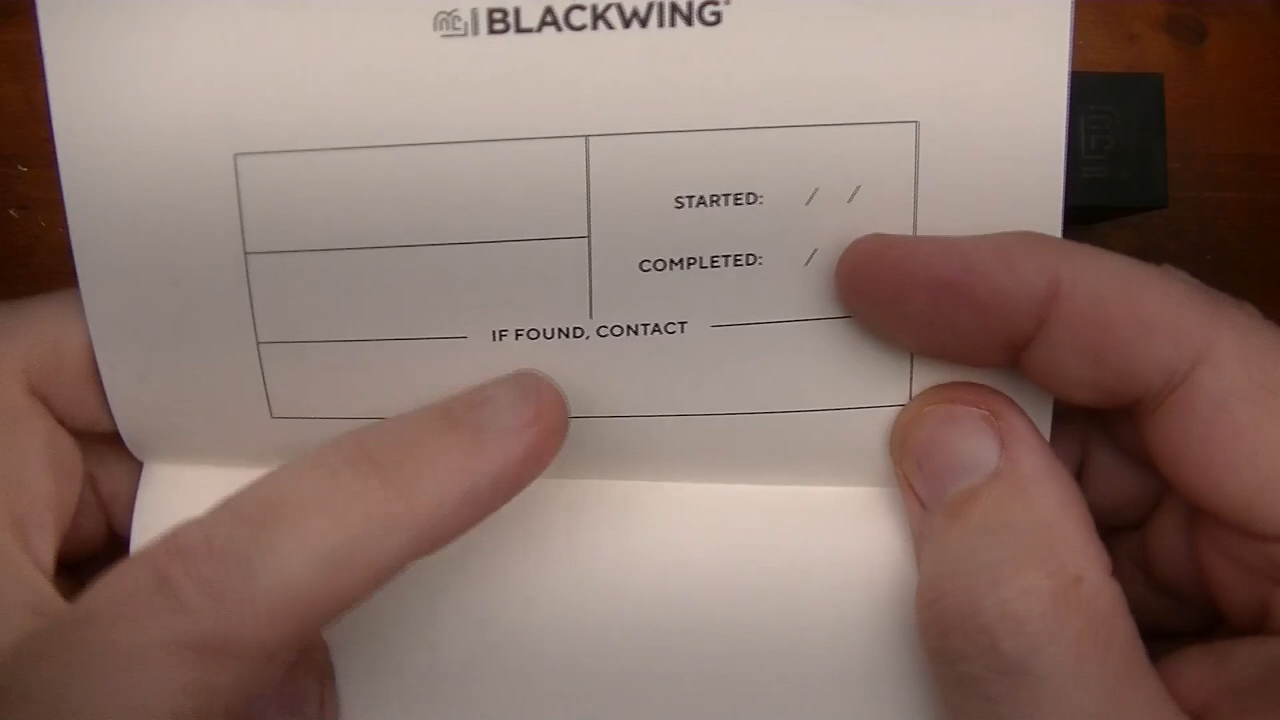 BLACKWING
STARTED: / /
COMPLETED: /
IF FOUND, CONTACT